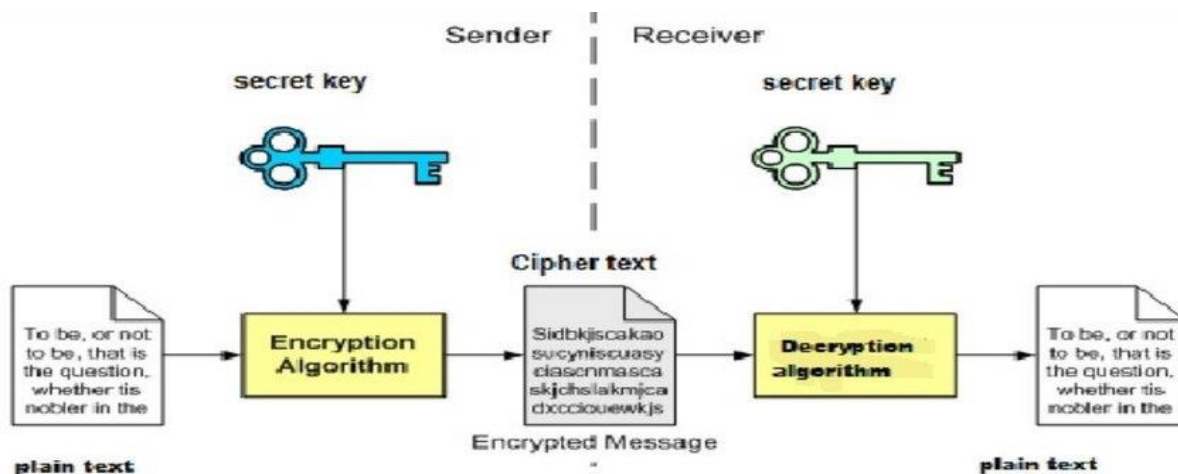 Sender
Receiver
secret key
secret key
Cipher text
To be, or not
to be, that is
the question,
whether tis
nobler in the
Encryption
Algorithm
Sidbkjscakao
sucyniscuasy
ciascnmasca
skjchslakmjca
dxcciouewkjs
Decryption
algorithm
To be, or not
to be, that is
the question,
whether tis
nobler in the
Encrypted Message
plain text
plain text